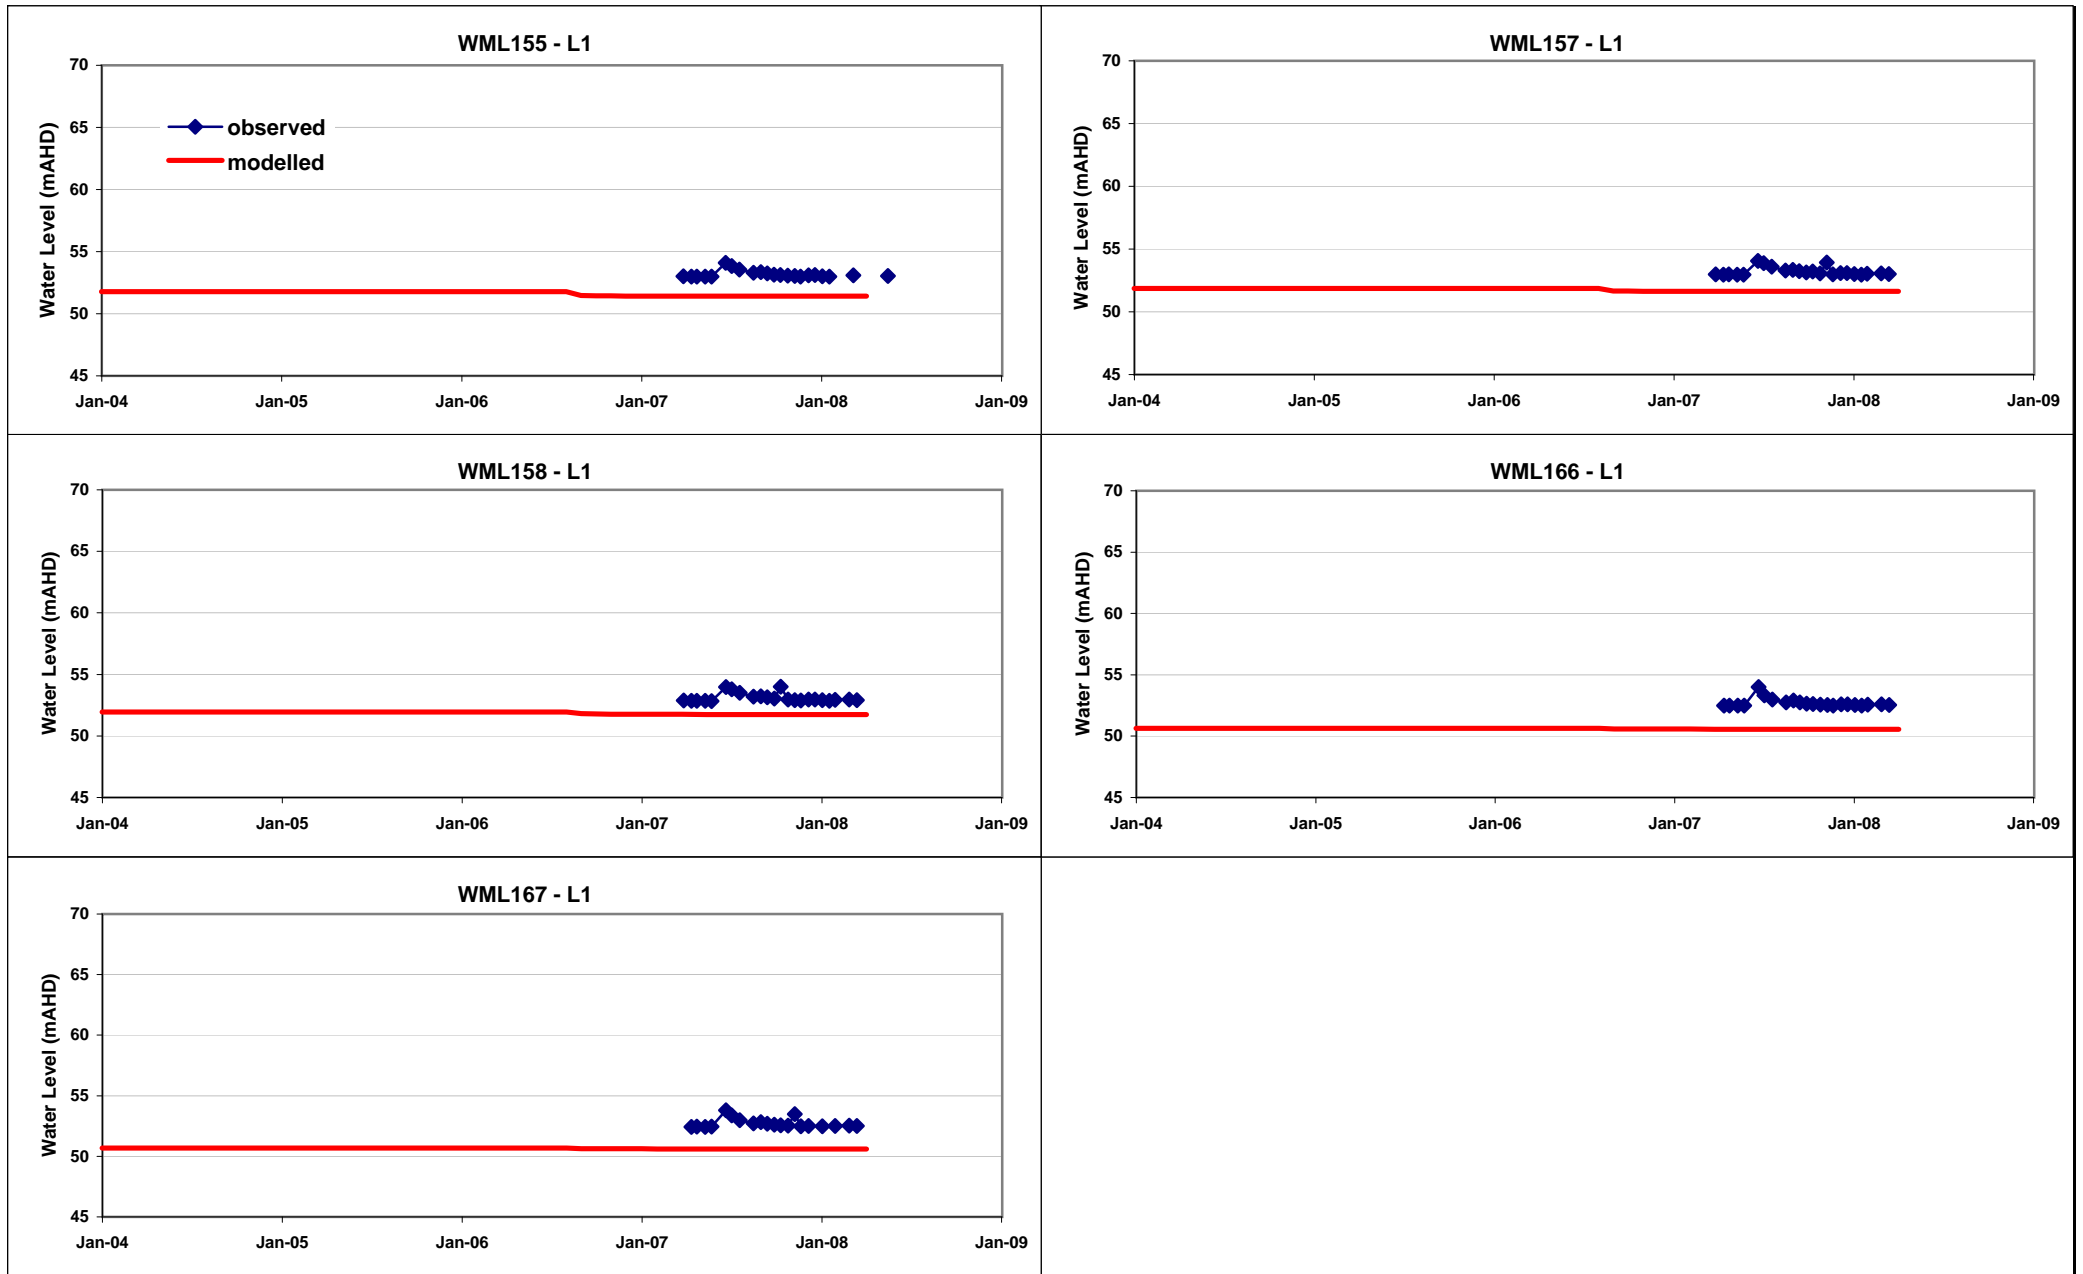 WML155 - L1
70
65
60
55
50
45
Water Level (mAHD)
observed
modelled
Jan-04 Jan-05 Jan-06 Jan-07 Jan-08 Jan-09
WML157 - L1
70
65
60
55
50
45
Water Level (mAHD)
Jan-04 Jan-05 Jan-06 Jan-07 Jan-08 Jan-09
WML158 - L1
70
65
60
55
50
45
Water Level (mAHD)
Jan-04 Jan-05 Jan-06 Jan-07 Jan-08 Jan-09
WML166 - L1
70
65
60
55
50
45
Water Level (mAHD)
Jan-04 Jan-05 Jan-06 Jan-07 Jan-08 Jan-09
WML167 - L1
70
65
60
55
50
45
Water Level (mAHD)
Jan-04 Jan-05 Jan-06 Jan-07 Jan-08 Jan-09